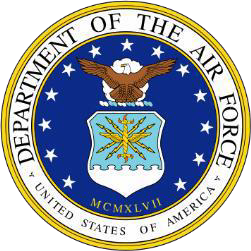 DEPARTMENT OF THE AIR FORCE
MCMXLVII
· UNITED STATES OF AMERICA ·